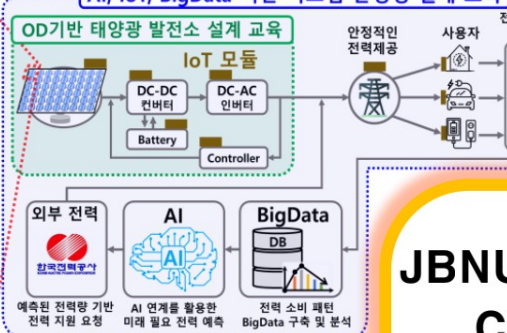 OD기반 태양광 발전소 설계 교육
IoT 모듈
DC-DC
컨버터
DC-AC
인버터
Battery
Controller
안정적인
전력제공
사용자
외부 전력
한국전력공사
예측된 전력량 기반
전력 지원 요청
AI
AI
AI 연계를 활용한
미래 필요 전력 예측
BigData
DB
전력 소비 패턴
BigData 구축 및 분석
JBNU